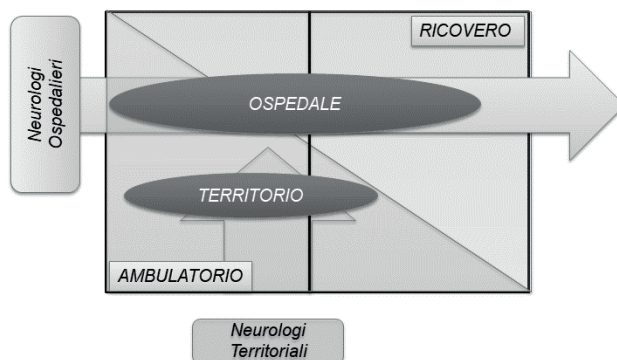 RICOVERO
Neurologi
Ospedalieri
OSPEDALE
TERRITORIO
AMBULATORIO
Neurologi
Territoriali